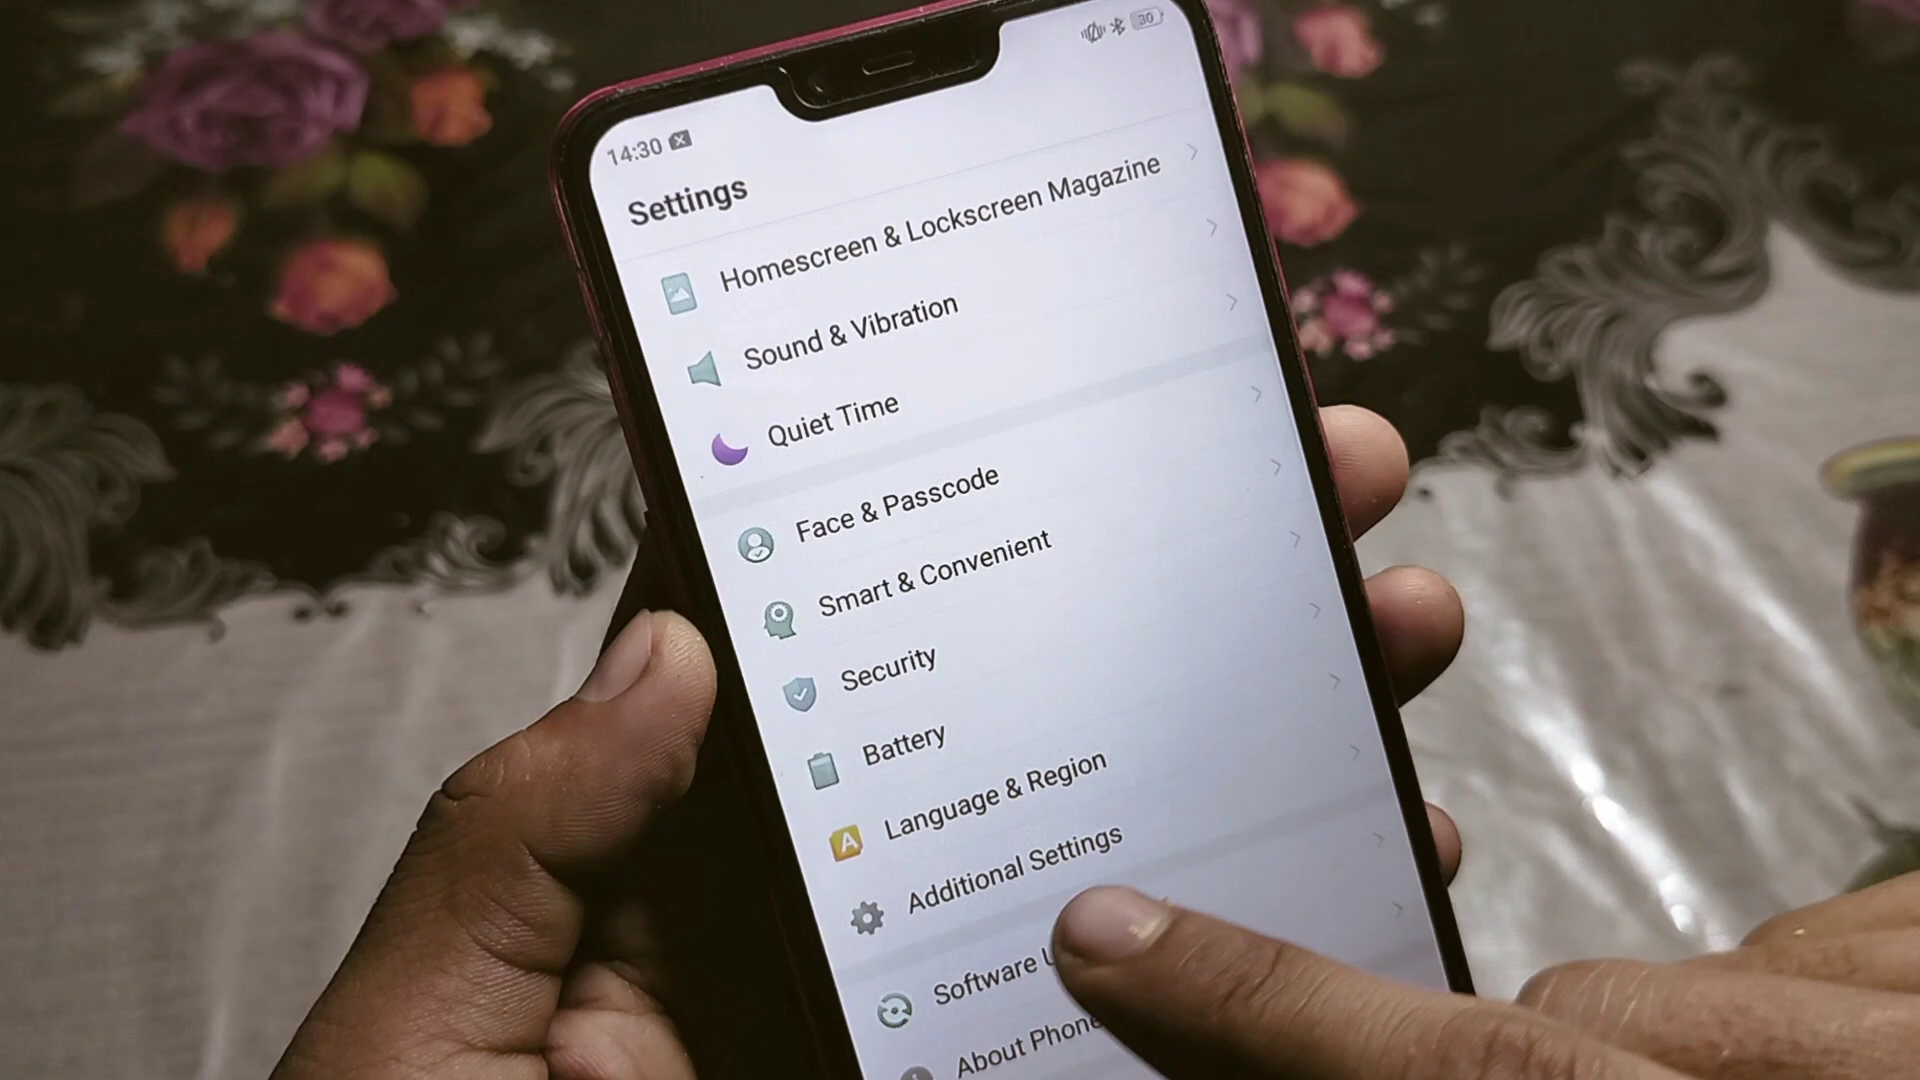 14:30
30
Settings
Homescreen & Lockscreen Magazine
Sound & Vibration
Quiet Time
Face & Passcode
Smart & Convenient
Security
Battery
Language & Region
Additional Settings
Software
About Phone